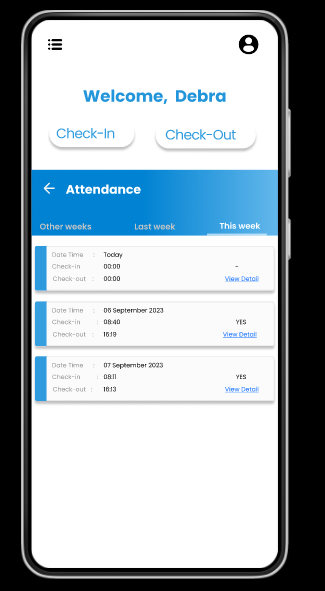 Welcome, Debra
Check-In Check-Out
Attendance
Other weeks Last week This week
Date Time : Today
Check-in : 00:00 -
Check-out : 00:00 View Detail
Date Time : 06 September 2023
Check-in : 08:40 YES
Check-out : 16:19 View Detail
Date Time : 07 September 2023
Check-in : 08:11 YES
Check-out : 16:13 View Detail